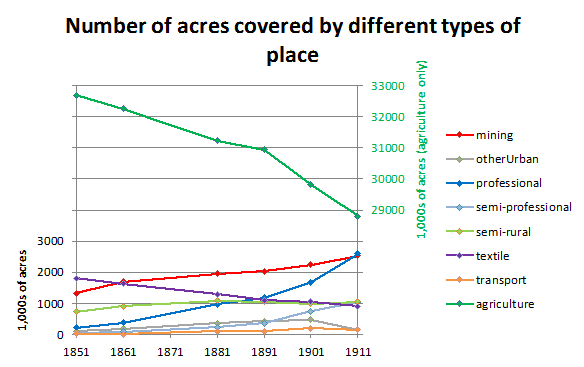 Number of acres covered by different types of
place
33000
32000
31000
30000
29000
1,000s of acres (agriculture only)
3000
2000
1000
0
1,000s of acres
1851
1861
1871
1881
1891
1901
1911
mining
otherUrban
professional
semi-professional
semi-rural
textile
transport
agriculture